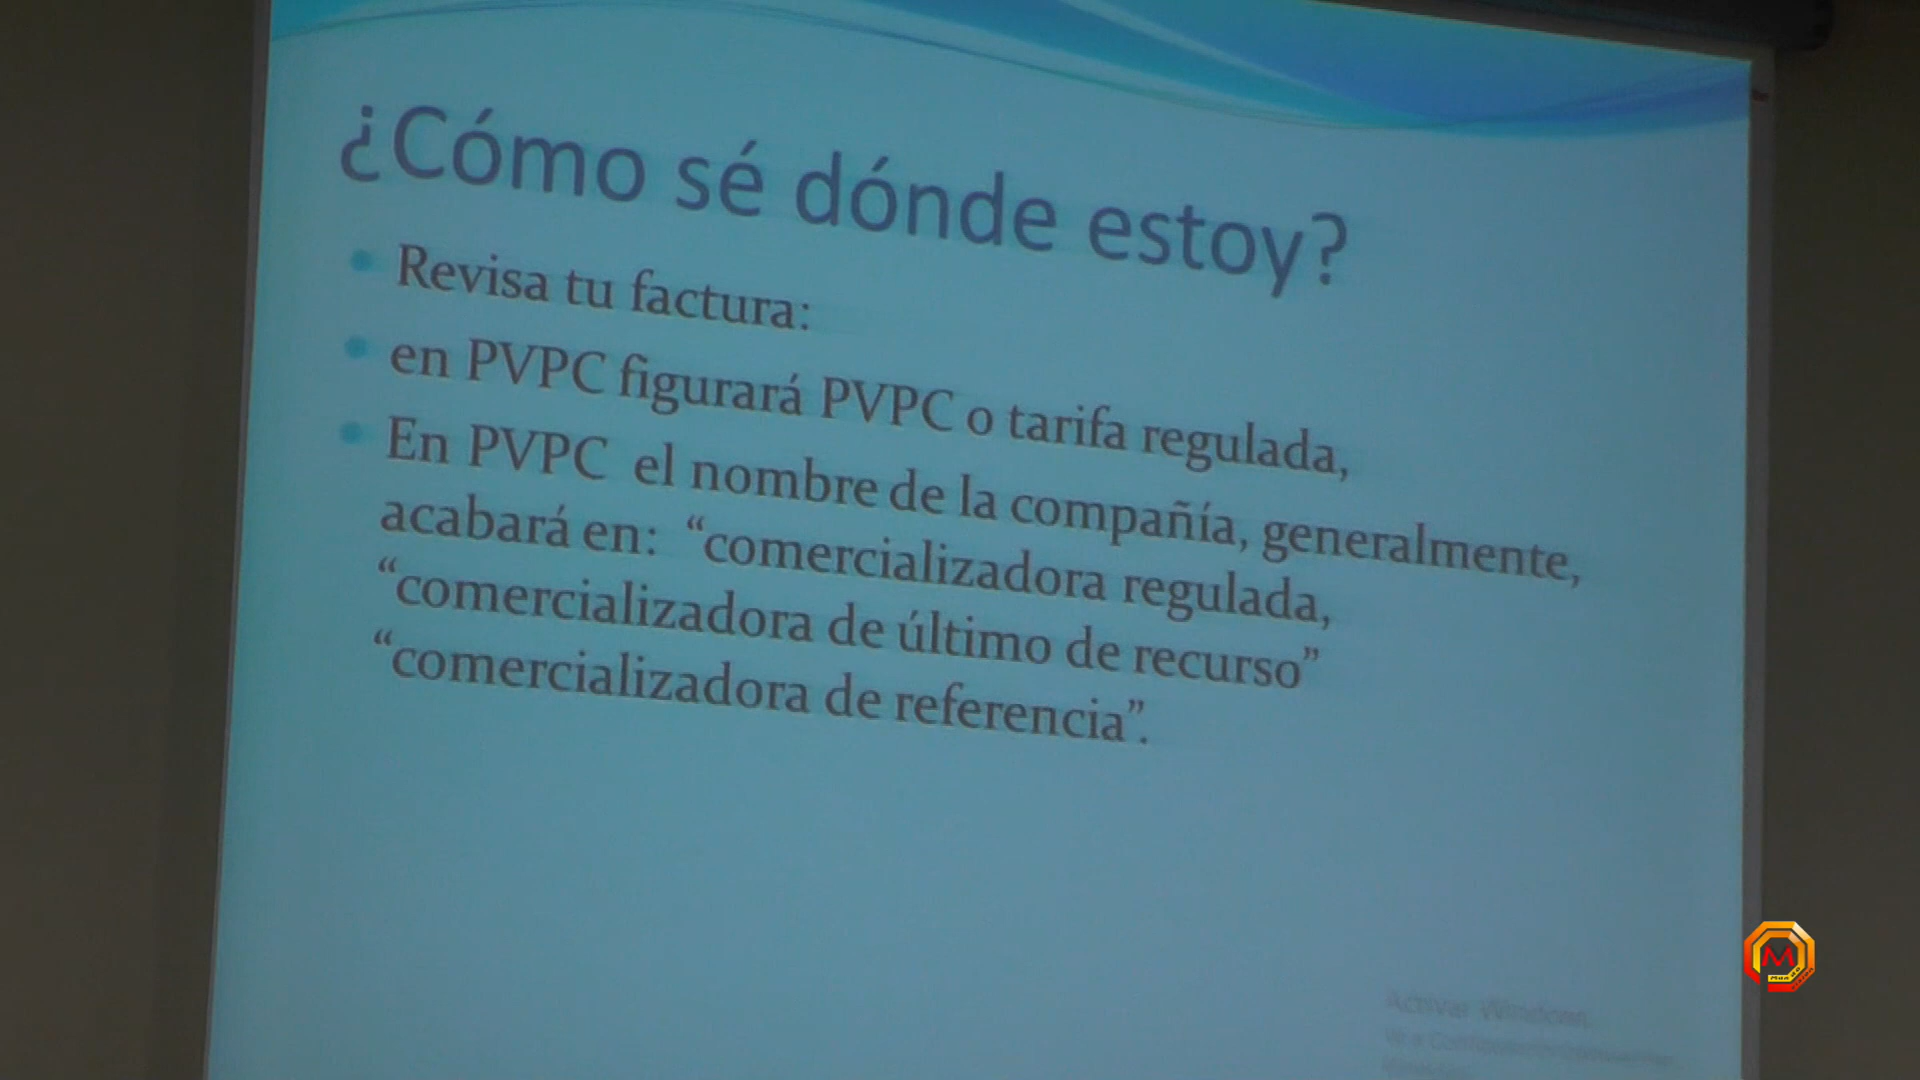 ¿Cómo sé dónde estoy?
Revisa tu factura:
en PVPC figurará PVPC o tarifa regulada,
En PVPC el nombre de la compañía, generalmente,
acabará en: “comercializadora regulada,
“comercializadora de último de recurso”
“comercializadora de referencia”.
M
Activar Windows